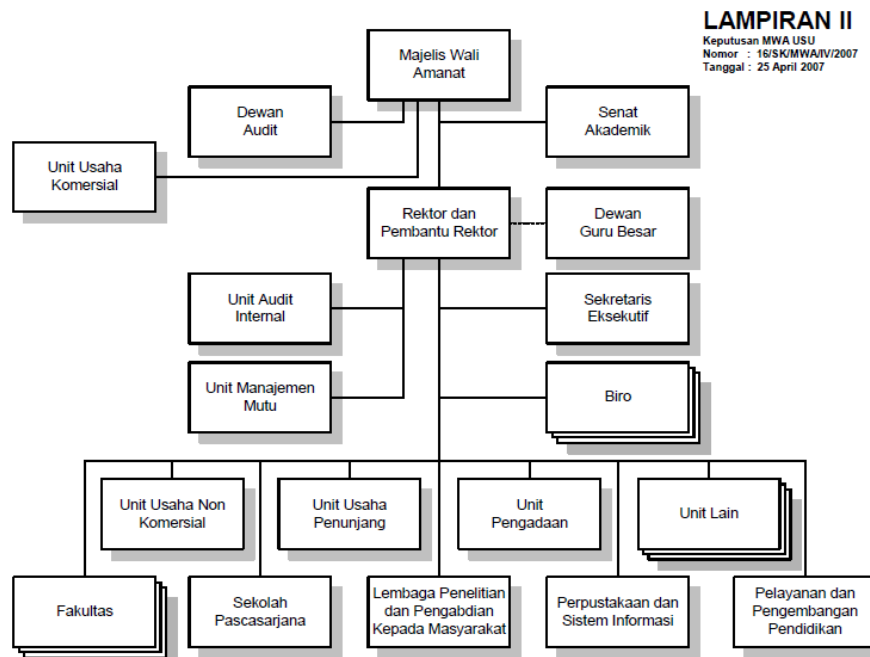 LAMPIRAN II
Keputusan MWA USU
Nomor : 16/SK/MWA/IV/2007
Tanggal : 25 April 2007
Majelis Wali
Amanat
Dewan
Audit
Senat
Akademik
Unit Usaha
Komersial
Rektor dan
Pembantu Rektor
Dewan
Guru Besar
Unit Audit
Internal
Sekretaris
Eksekutif
Unit Manajemen
Mutu
Biro
Unit Usaha Non
Komersial
Unit Usaha
Penunjang
Unit
Pengadaan
Unit Lain
Fakultas
Sekolah
Pascasarjana
Lembaga Penelitian
dan Pengabdian
Kepada Masyarakat
Perpustakaan dan
Sistem Informasi
Pelayanan dan
Pengembangan
Pendidikan